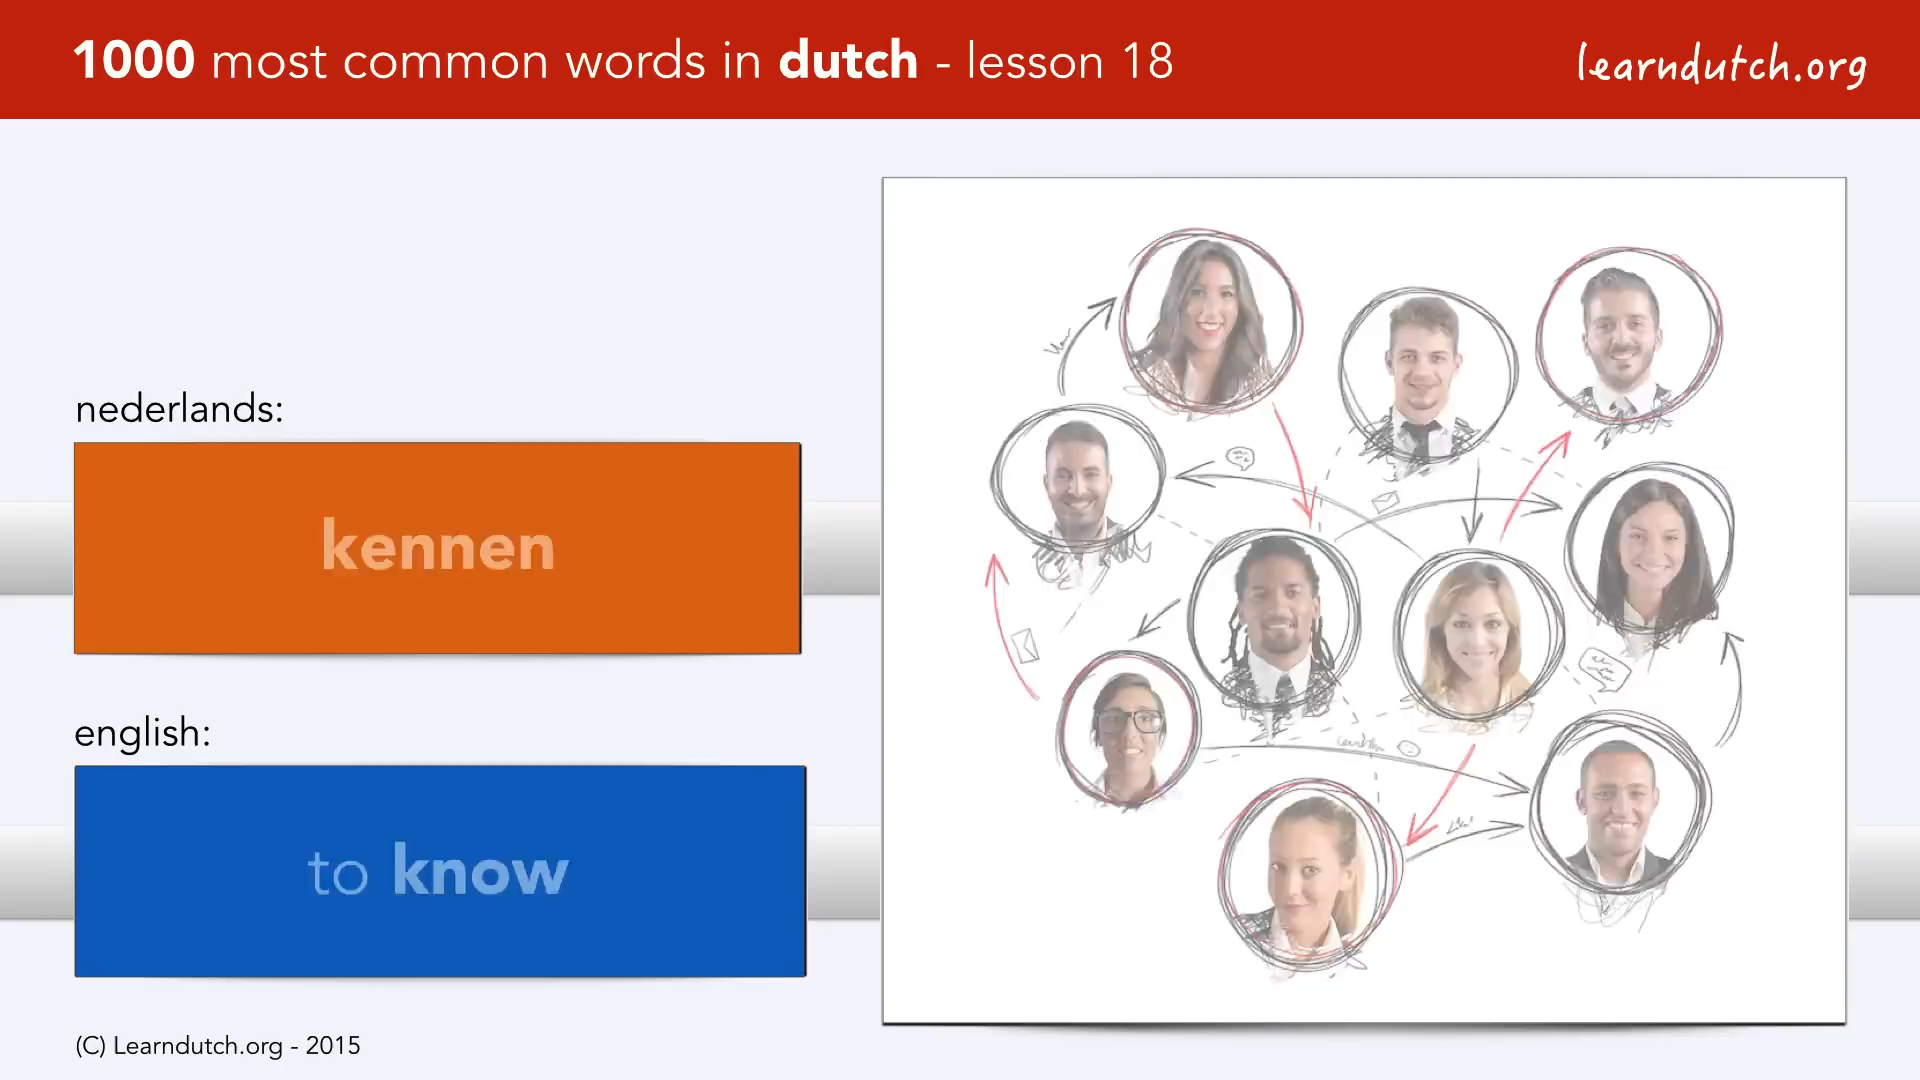 1000 most common words in dutch - lesson 18
learndutch.org
nederlands:
kennen
english:
to know
(C) Learndutch.org - 2015